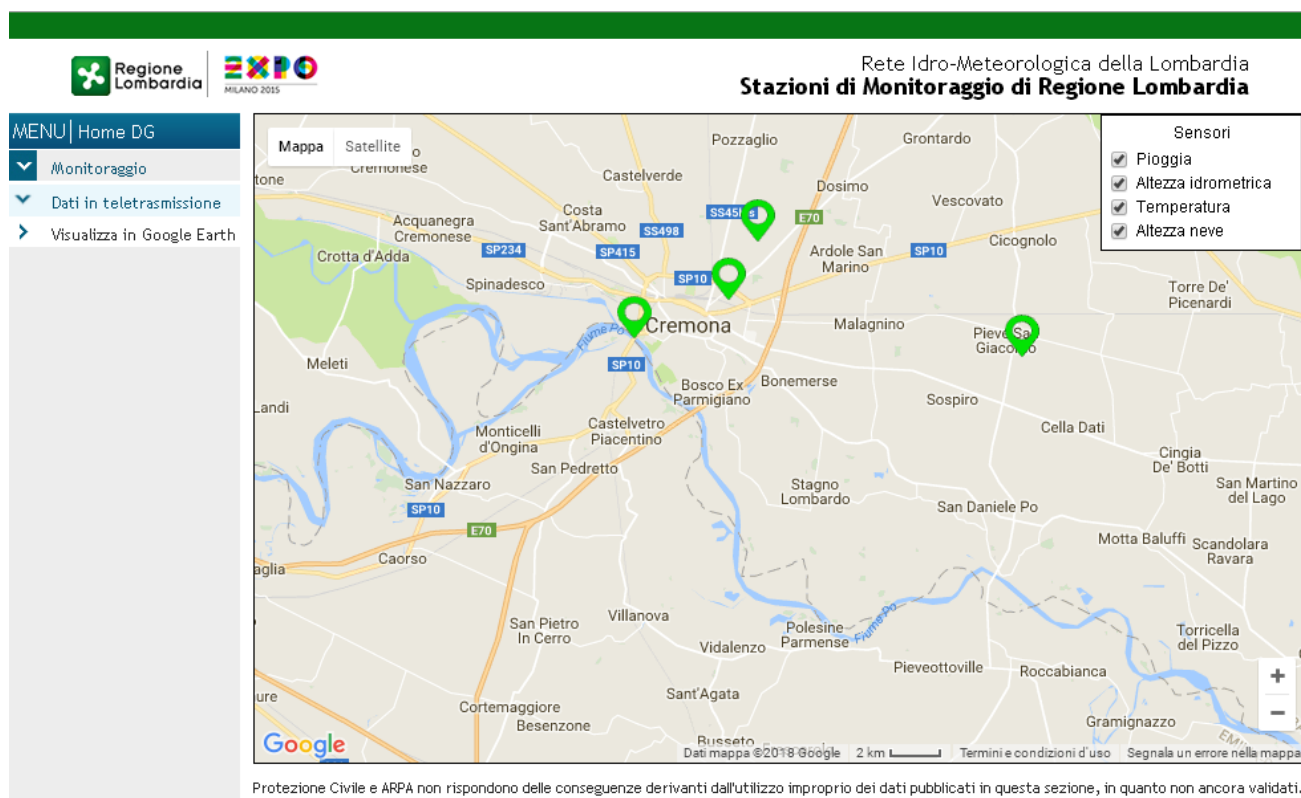 Regione
Lombardia
EXPO
MILANO 2015
Rete Idro-Meteorologica della Lombardia
Stazioni di Monitoraggio di Regione Lombardia
MENU| Home DG
Monitoraggio
Dati in teletrasmissione
Visualizza in Google Earth
Mappa Satellite
Sensori
Pioggia
Altezza idrometrica
Temperatura
Altezza neve
Pozzaglio
Grontardo
Cremonese
Castelverde
Dosimo
Vescovato
Acquanegra
Cremonese
Costa
Sant'Abramo
SS498
E70
Cicognolo
Crotta d'Adda
SP234
SP415
Ardole San
Marino
SP10
Spinadesco
SP10
Torre De'
Picenardi
Fiume Po
Cremona
Malagnino
Meleti
SP10
Bosco Ex
Parmigiano
Bonemerse
Sospiro
Landi
Monticelli
d'Ongina
Castelvetro
Piacentino
Cella Dati
San Pedretto
Cingia
De' Botti
San Nazzaro
Stagno
Lombardo
San Martino
del Lago
SP10
San Daniele Po
E70
Motta Baluffi
Scandolara
Ravara
Caorso
aglia
San Pietro
In Cerro
Villanova
Polesine
Parmense
Fiume Po
Torricella
del Pizzo
Vidalenzo
Pieveottoville
Roccabianca
ure
Sant'Agata
Cortemaggiore
Besenzone
Gramignazzo
Busseto
Google
Dati mappa ©2018 Google 2 km Termini e condizioni d'uso Segnala un errore nella mappa
Protezione Civile e ARPA non rispondono delle conseguenze derivanti dall'utilizzo improprio dei dati pubblicati in questa sezione, in quanto non ancora validati.